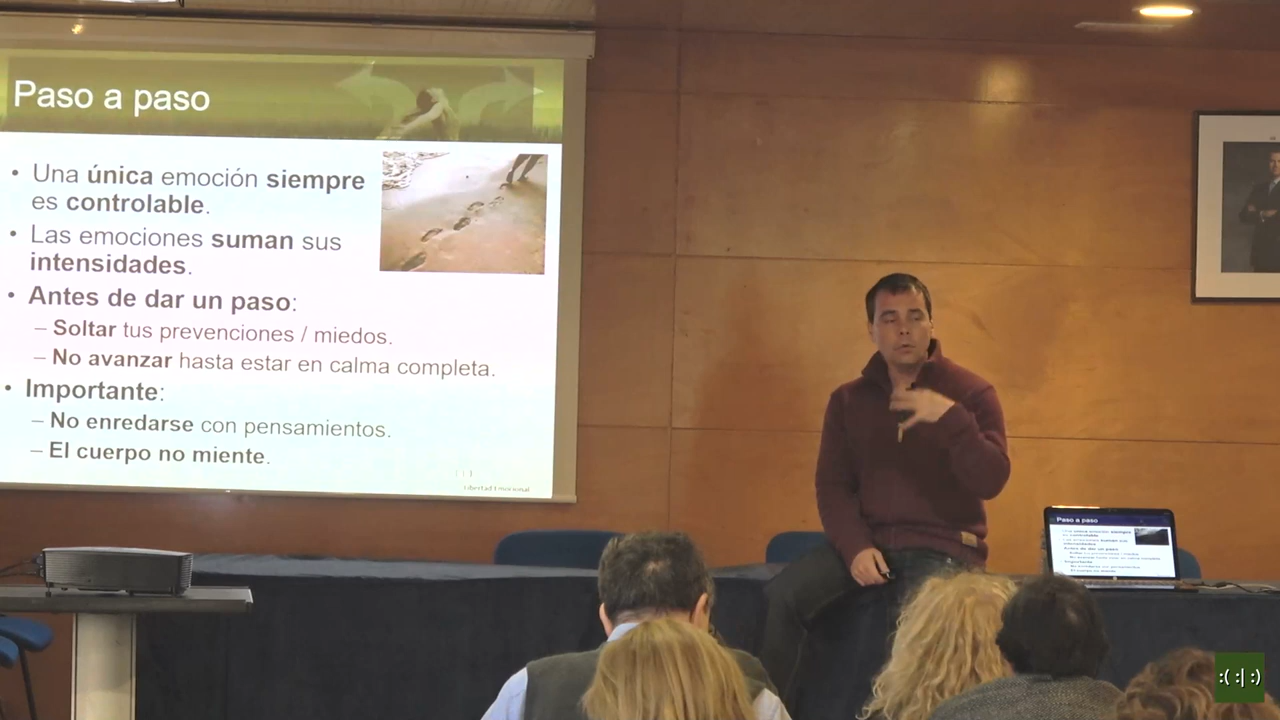 Paso a paso
• Una única emoción siempre
es controlable.
• Las emociones suman sus
intensidades.
• Antes de dar un paso:
– Soltar tus prevenciones / miedos.
– No avanzar hasta estar en calma completa.
• Importante:
– No enredarse con pensamientos.
– El cuerpo no miente.
Libertad Emocional
Paso a paso
:( :| :)